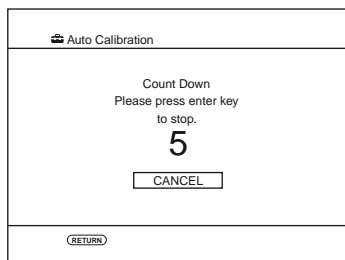 Auto Calibration
Count Down
Please press enter key
to stop.
5
CANCEL
RETURN